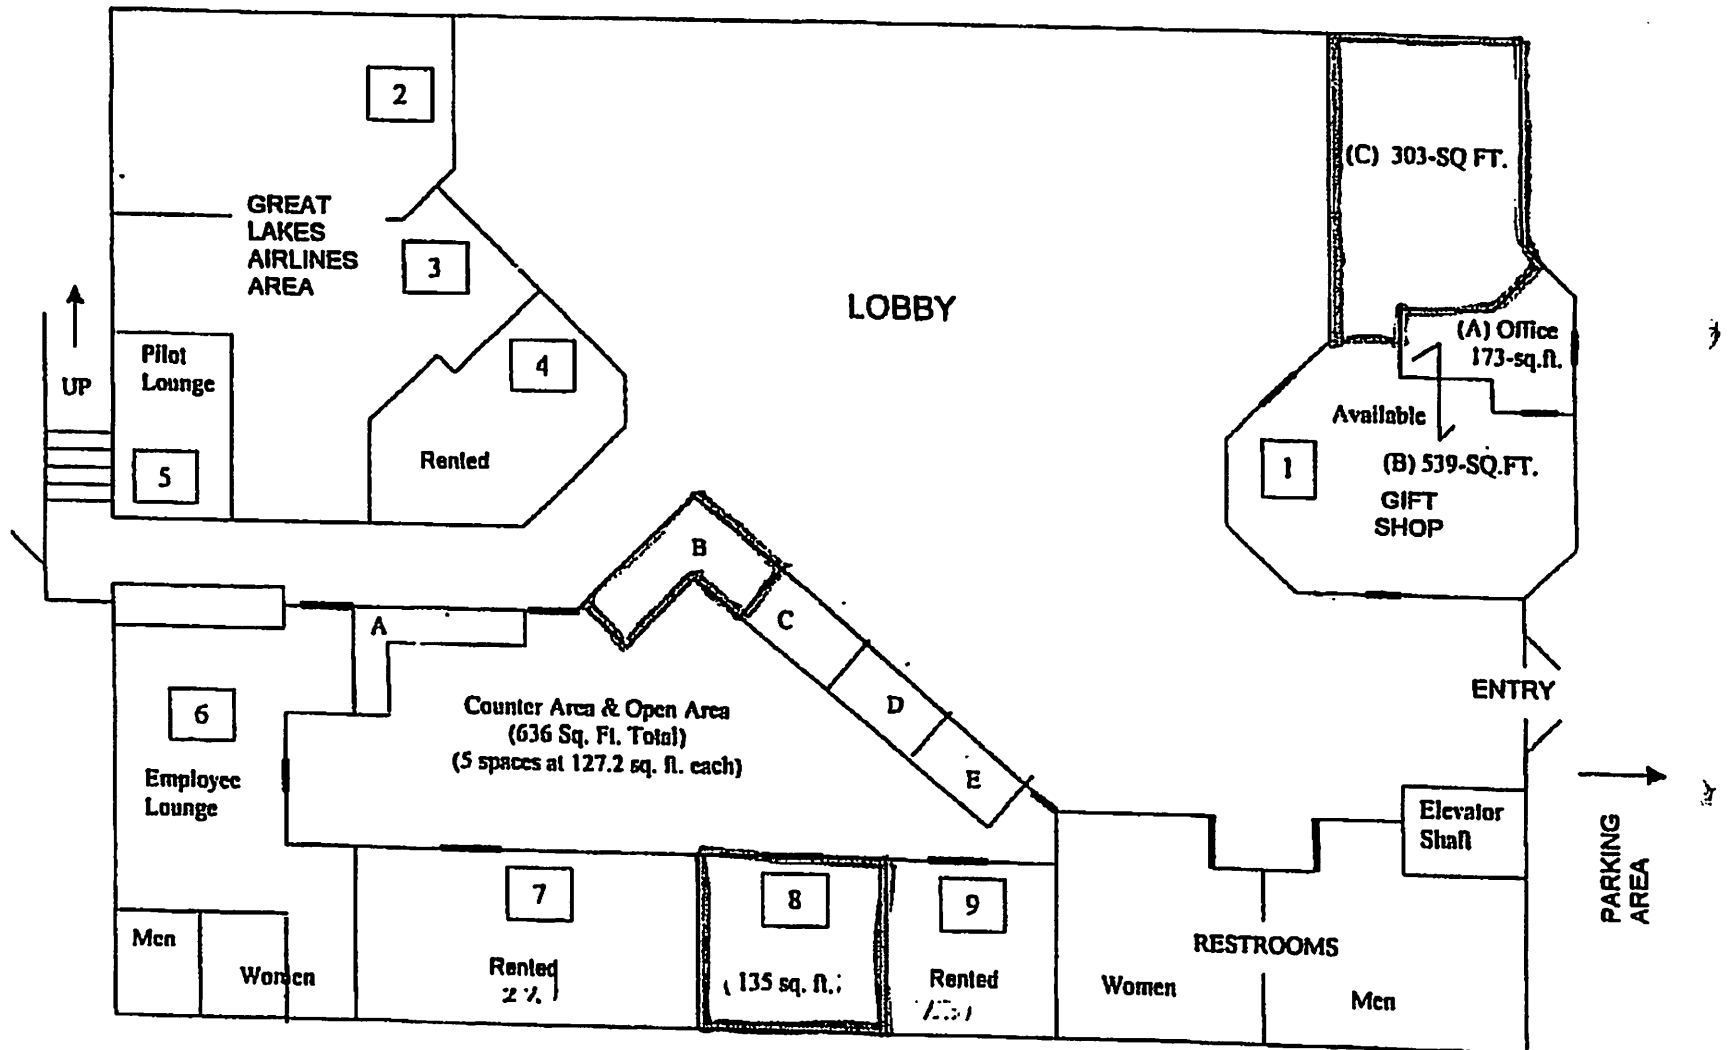 2
GREAT
LAKES
AIRLINES
AREA
3
Pilot
Lounge
UP
5
4
Rented
LOBBY
(C) 303-SQ FT.
(A) Office
173-sq.ft.
Available
1
(B) 539-SQ.FT.
GIFT
SHOP
B
C
D
E
A
Counter Area & Open Area
(636 Sq. Ft. Total)
(5 spaces at 127.2 sq. ft. each)
6
Employee
Lounge
ENTRY
Elevator
Shaft
PARKING
AREA
Men
Women
7
Rented
8
135 sq. ft.
9
Rented
RESTROOMS
Women
Men